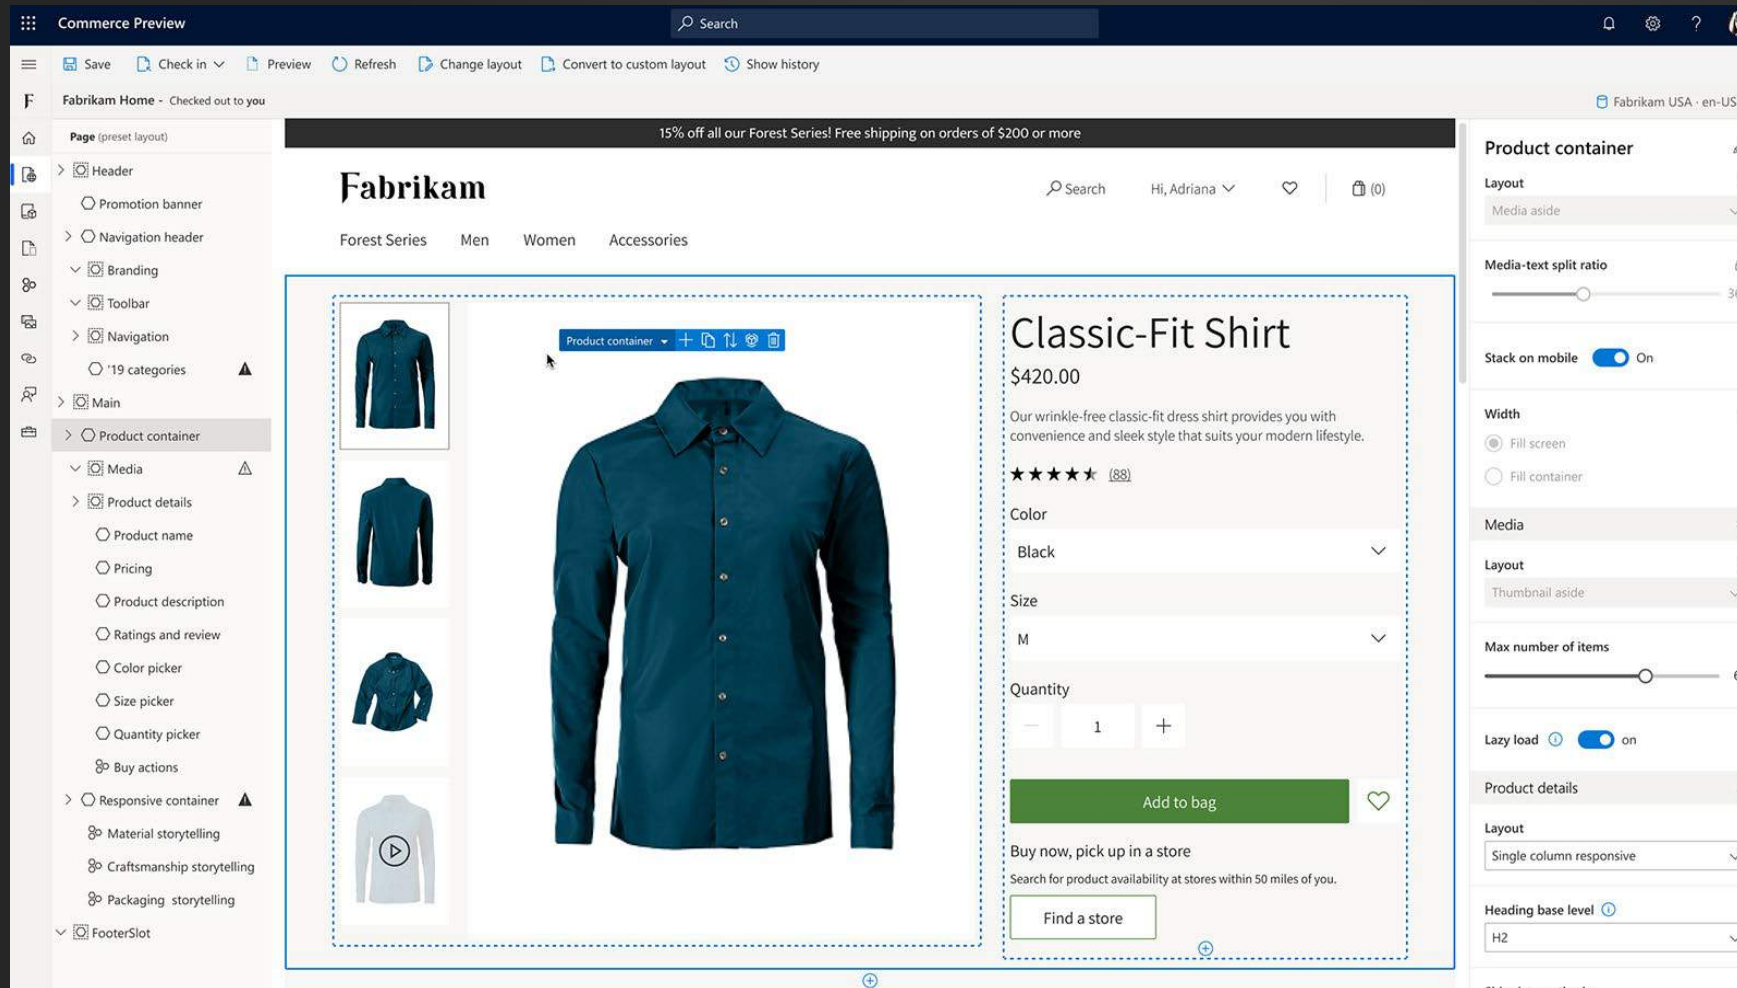 Commerce Preview
Search
?
Save
Check in
Preview
Refresh
Change layout
Convert to custom layout
Show history
F
Fabrikam Home - Checked out to you
Fabrikam USA · en-US
Page (preset layout)
Header
Promotion banner
Navigation header
Branding
Toolbar
Navigation
'19 categories
Main
Product container
Media
Product details
Product name
Pricing
Product description
Ratings and review
Color picker
Size picker
Quantity picker
Buy actions
Responsive container
Material storytelling
Craftsmanship storytelling
Packaging storytelling
FooterSlot
15% off all our Forest Series! Free shipping on orders of $200 or more
Fabrikam
Search
Hi, Adriana
(0)
Forest Series
Men
Women
Accessories
Product container
Classic-Fit Shirt
$420.00
Our wrinkle-free classic-fit dress shirt provides you with
convenience and sleek style that suits your modern lifestyle.
(88)
Color
Black
Size
M
Quantity
1
Add to bag
Buy now, pick up in a store
Search for product availability at stores within 50 miles of you.
Find a store
Product container
Layout
Media aside
Media-text split ratio
Stack on mobile
On
Width
Fill screen
Fill container
Media
Layout
Thumbnail aside
Max number of items
Lazy load
on
Product details
Layout
Single column responsive
Heading base level
H2